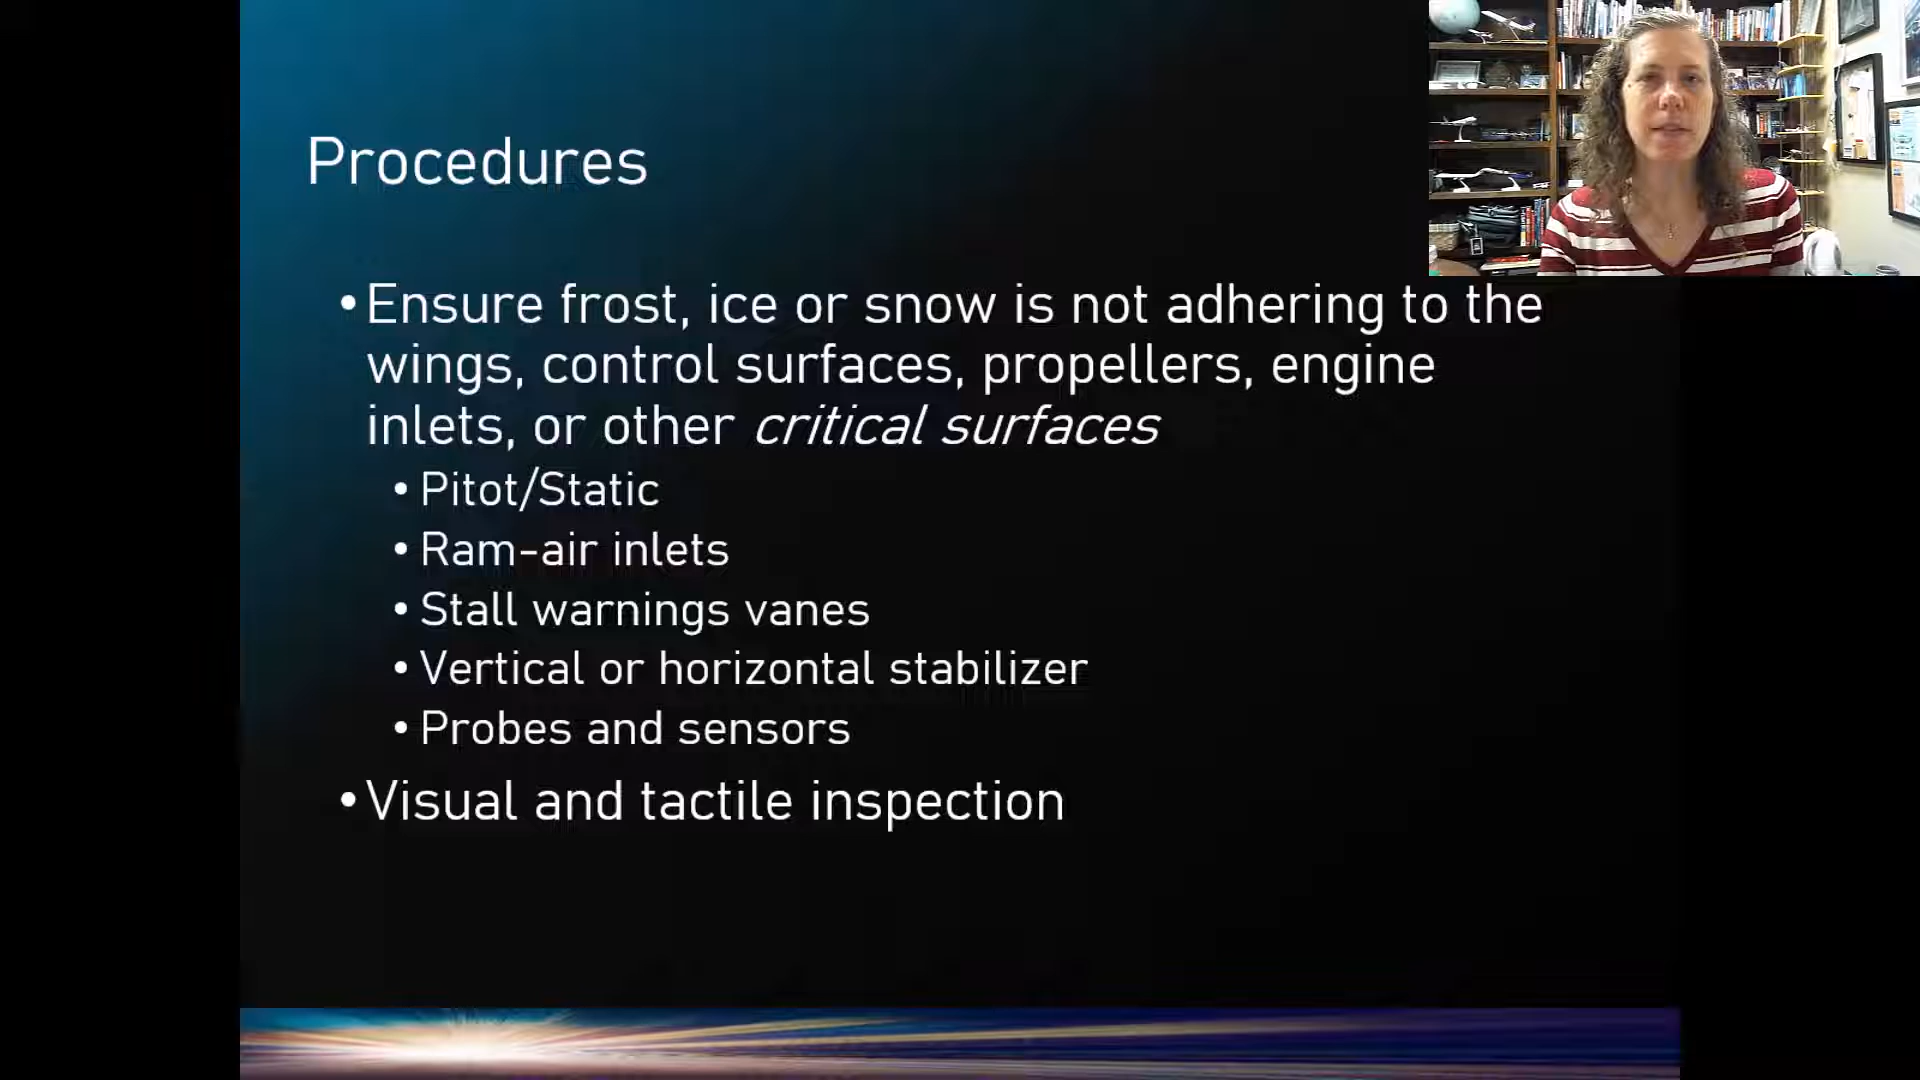 Procedures
• Ensure frost, ice or snow is not adhering to the
wings, control surfaces, propellers, engine
inlets, or other critical surfaces
• Pitot/Static
• Ram-air inlets
• Stall warnings vanes
• Vertical or horizontal stabilizer
• Probes and sensors
• Visual and tactile inspection